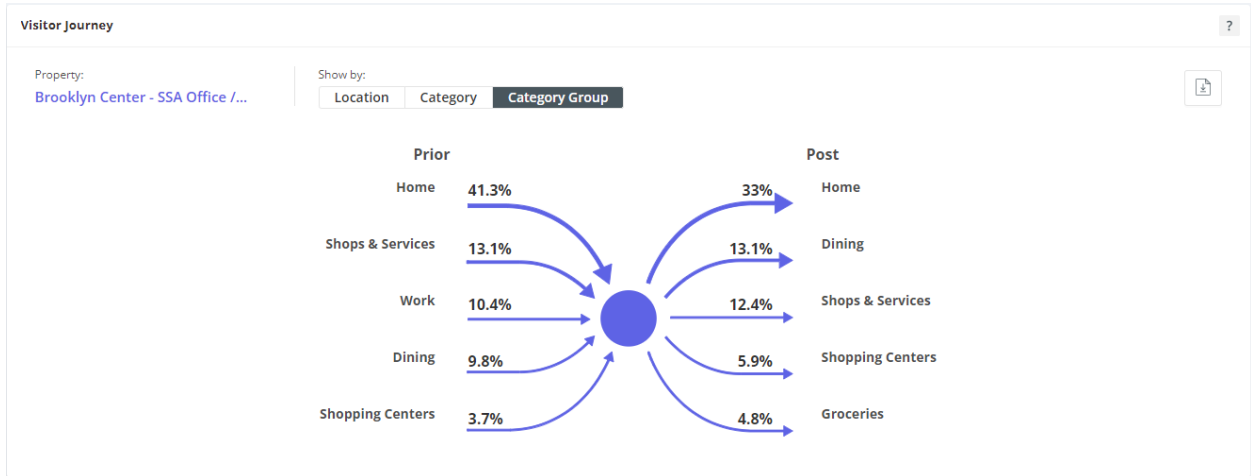 Visitor Journey
?
Property:
Brooklyn Center - SSA Office /...
Show by:
Location
Category
Category Group
Prior
Post
Home
41.3%
33%
Home
Shops & Services
13.1%
13.1%
Dining
Work
10.4%
12.4%
Shops & Services
Dining
9.8%
5.9%
Shopping Centers
Shopping Centers
3.7%
4.8%
Groceries